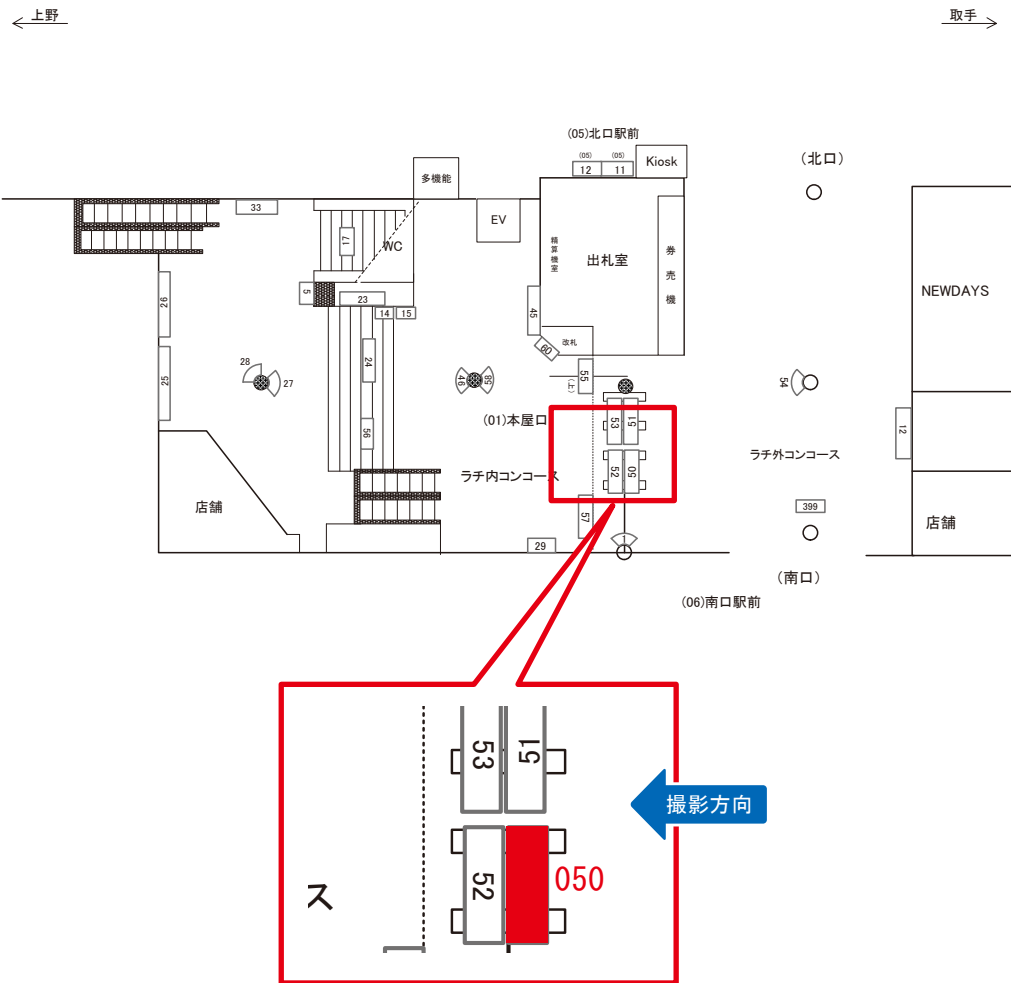 上野
取手
(05)北口駅前
(05)
(05)
12
11
Kiosk
(北口)
多機能
33
EV
17
WC
精算機室
出札室
券売機
NEWDAYS
26
5
23
14
15
45
改札
60
28
27
25
24
46
58
55
(上)
54
(01)本屋口
53
51
56
12
ラチ内コンコース
52
50
ラチ外コンコース
店舗
57
399
店舗
29
1
(南口)
(06)南口駅前
53
51
撮影方向
ス
52
050